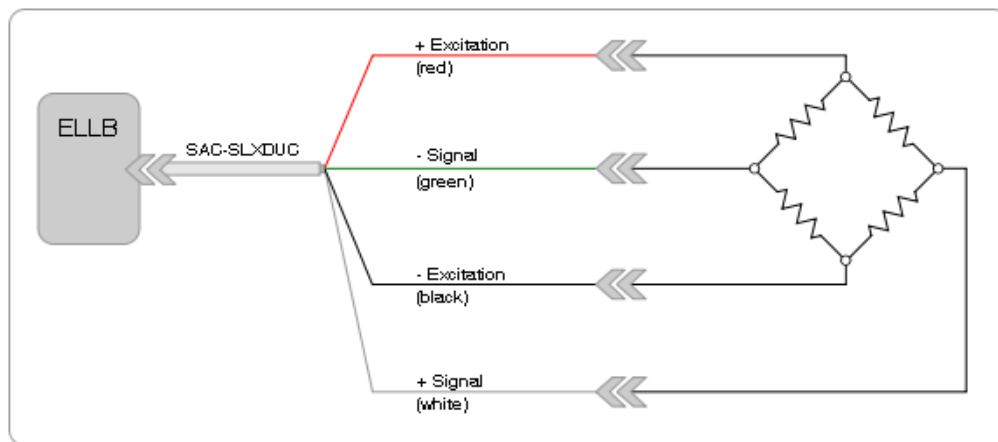 ELLB
SAC-SLXDUC
+ Excitation
(red)
- Signal
(green)
- Excitation
(black)
+ Signal
(white)